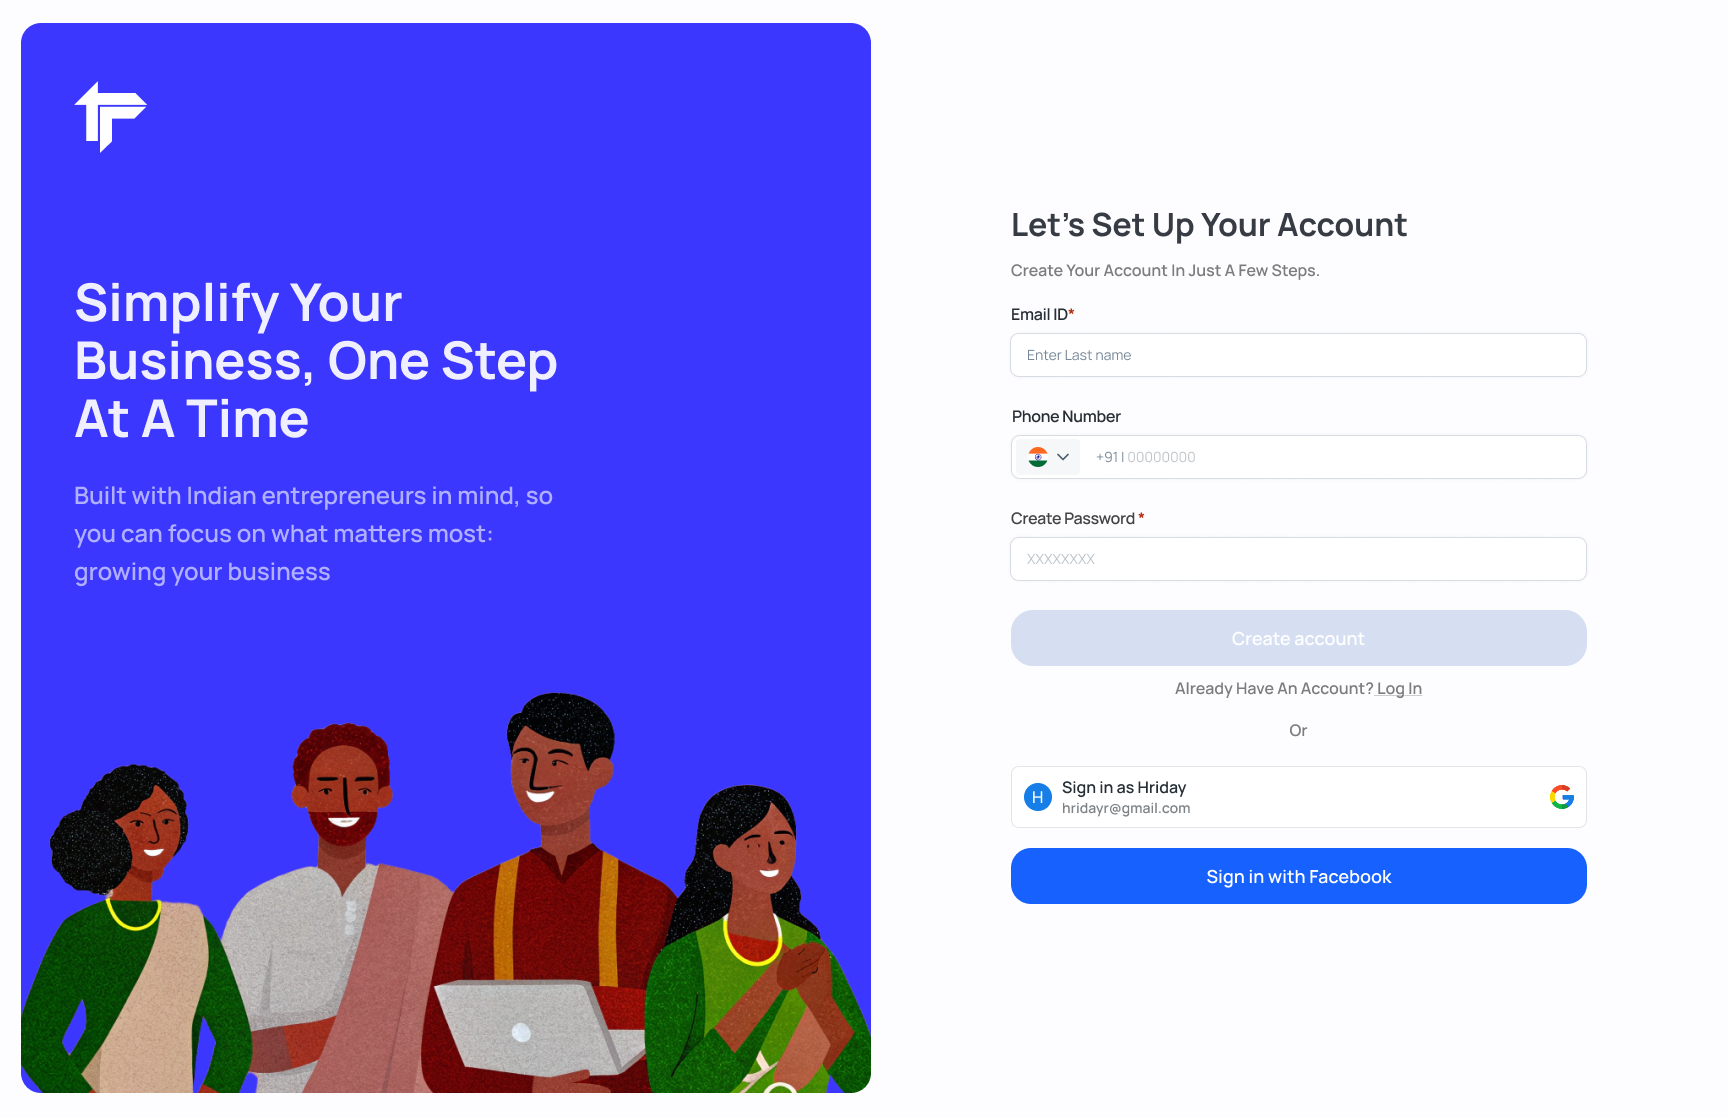 Simplify Your
Business, One Step
At A Time
Built with Indian entrepreneurs in mind, so
you can focus on what matters most:
growing your business
Let's Set Up Your Account
Create Your Account In Just A Few Steps.
Email ID*
Enter Last name
Phone Number
+91 | 00000000
Create Password *
XXXXXXXX
Create account
Already Have An Account? Log In
Or
H
Sign in as Hriday
hridayr@gmail.com
Sign in with Facebook